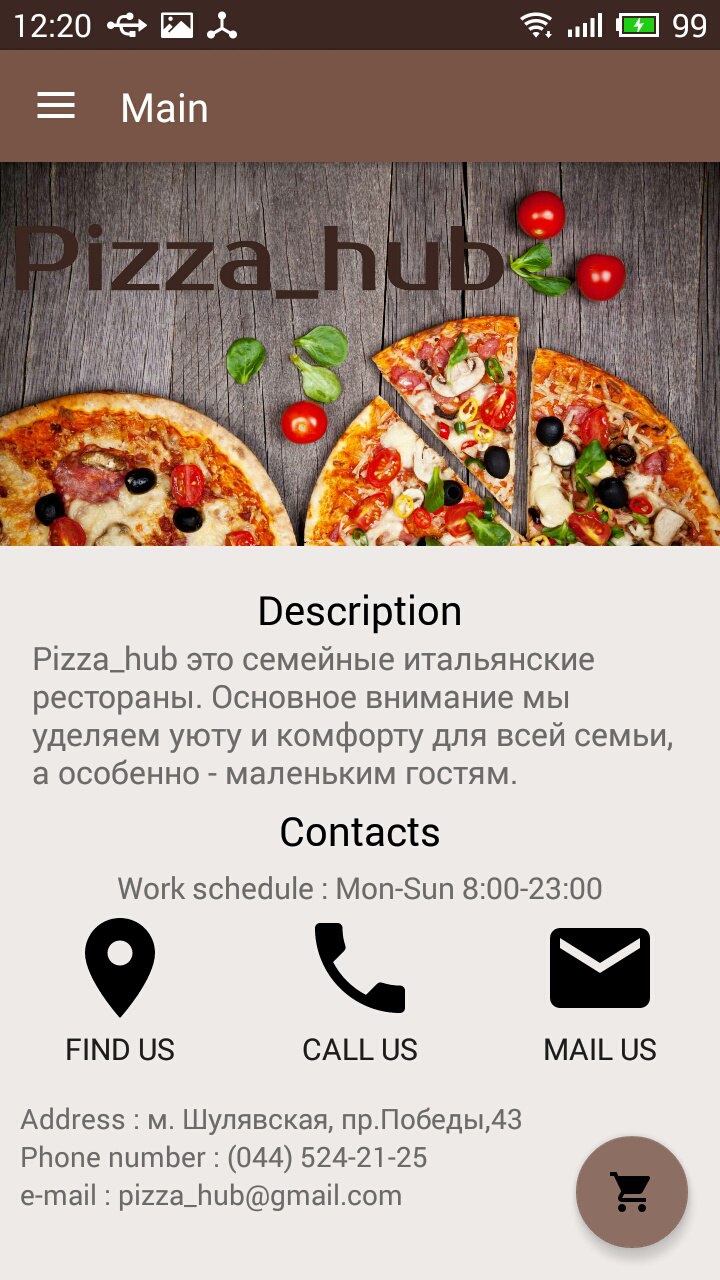 12:20 99
Main
Pizza_hub
Description
Pizza_hub это семейные итальянские
рестораны. Основное внимание мы
уделяем уюту и комфорту для всей семьи,
а особенно - маленьким гостям.
Contacts
Work schedule : Mon-Sun 8:00-23:00
FIND US CALL US MAIL US
Address : м. Шулявская, пр.Победы,43
Phone number : (044) 524-21-25
e-mail : pizza_hub@gmail.com